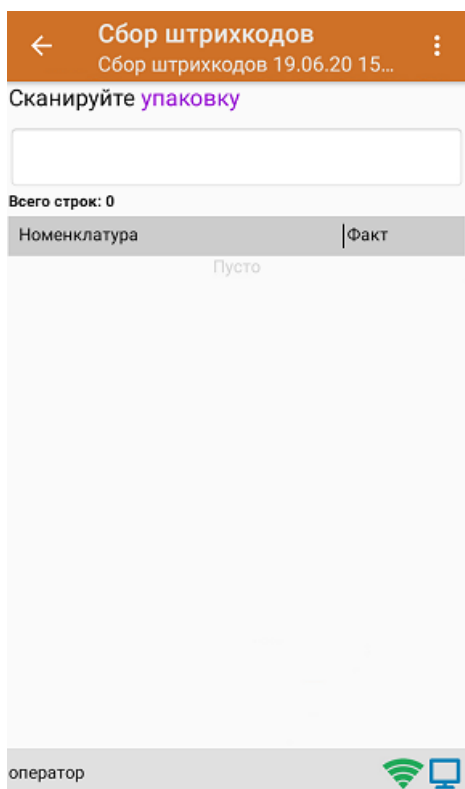 Сбор штрихкодов
Сбор штрихкодов 19.06.20 15...
Сканируйте упаковку
Всего строк: 0
Номенклатура Факт
Пусто
оператор